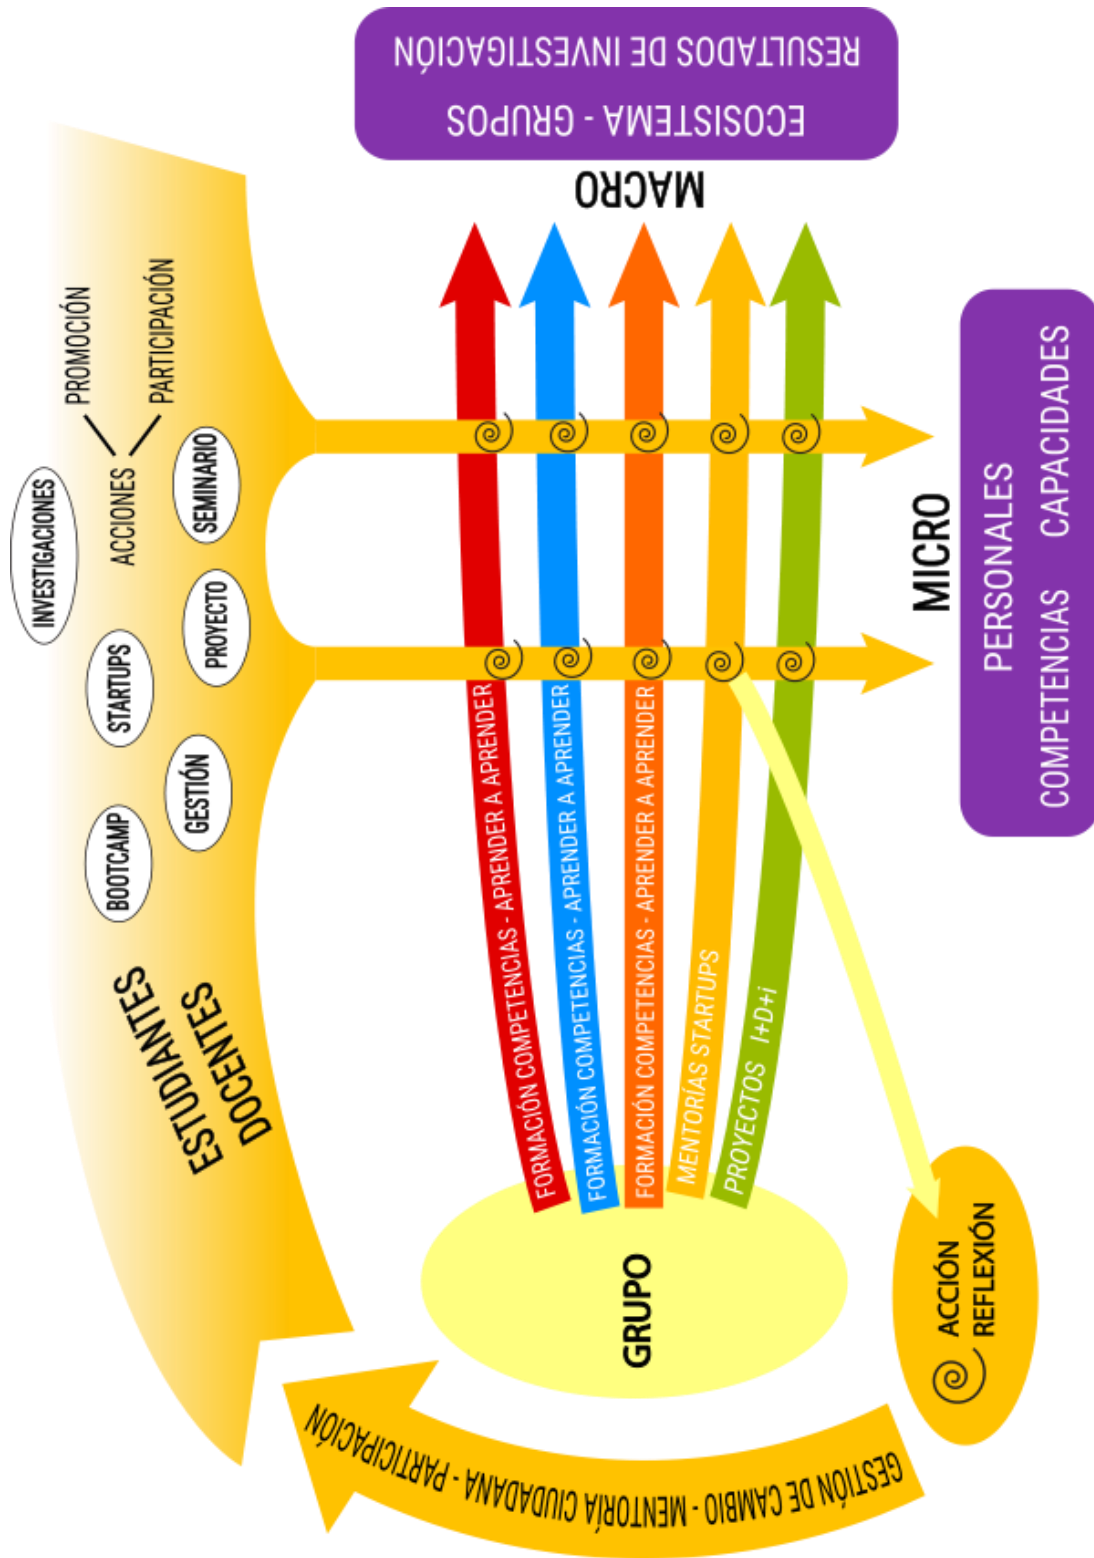 INVESTIGACIONES
PROMOCIÓN
ACCIONES
PARTICIPACIÓN
BOOTCAMP
STARTUPS
GESTIÓN
PROYECTO
SEMINARIO
ESTUDIANTES
DOCENTES
FORMACIÓN COMPETENCIAS - APRENDER A APRENDER
FORMACIÓN COMPETENCIAS - APRENDER A APRENDER
FORMACIÓN COMPETENCIAS - APRENDER A APRENDER
MENTORÍAS STARTUPS
PROYECTOS I+D+i
GRUPO
MACRO
ECOSISTEMA - GRUPOS
RESULTADOS DE INVESTIGACIÓN
MICRO
PERSONALES
COMPETENCIAS CAPACIDADES
ACCIÓN
REFLEXIÓN
GESTIÓN DE CAMBIO - MENTORÍA CIUDADANA - PARTICIPACIÓN